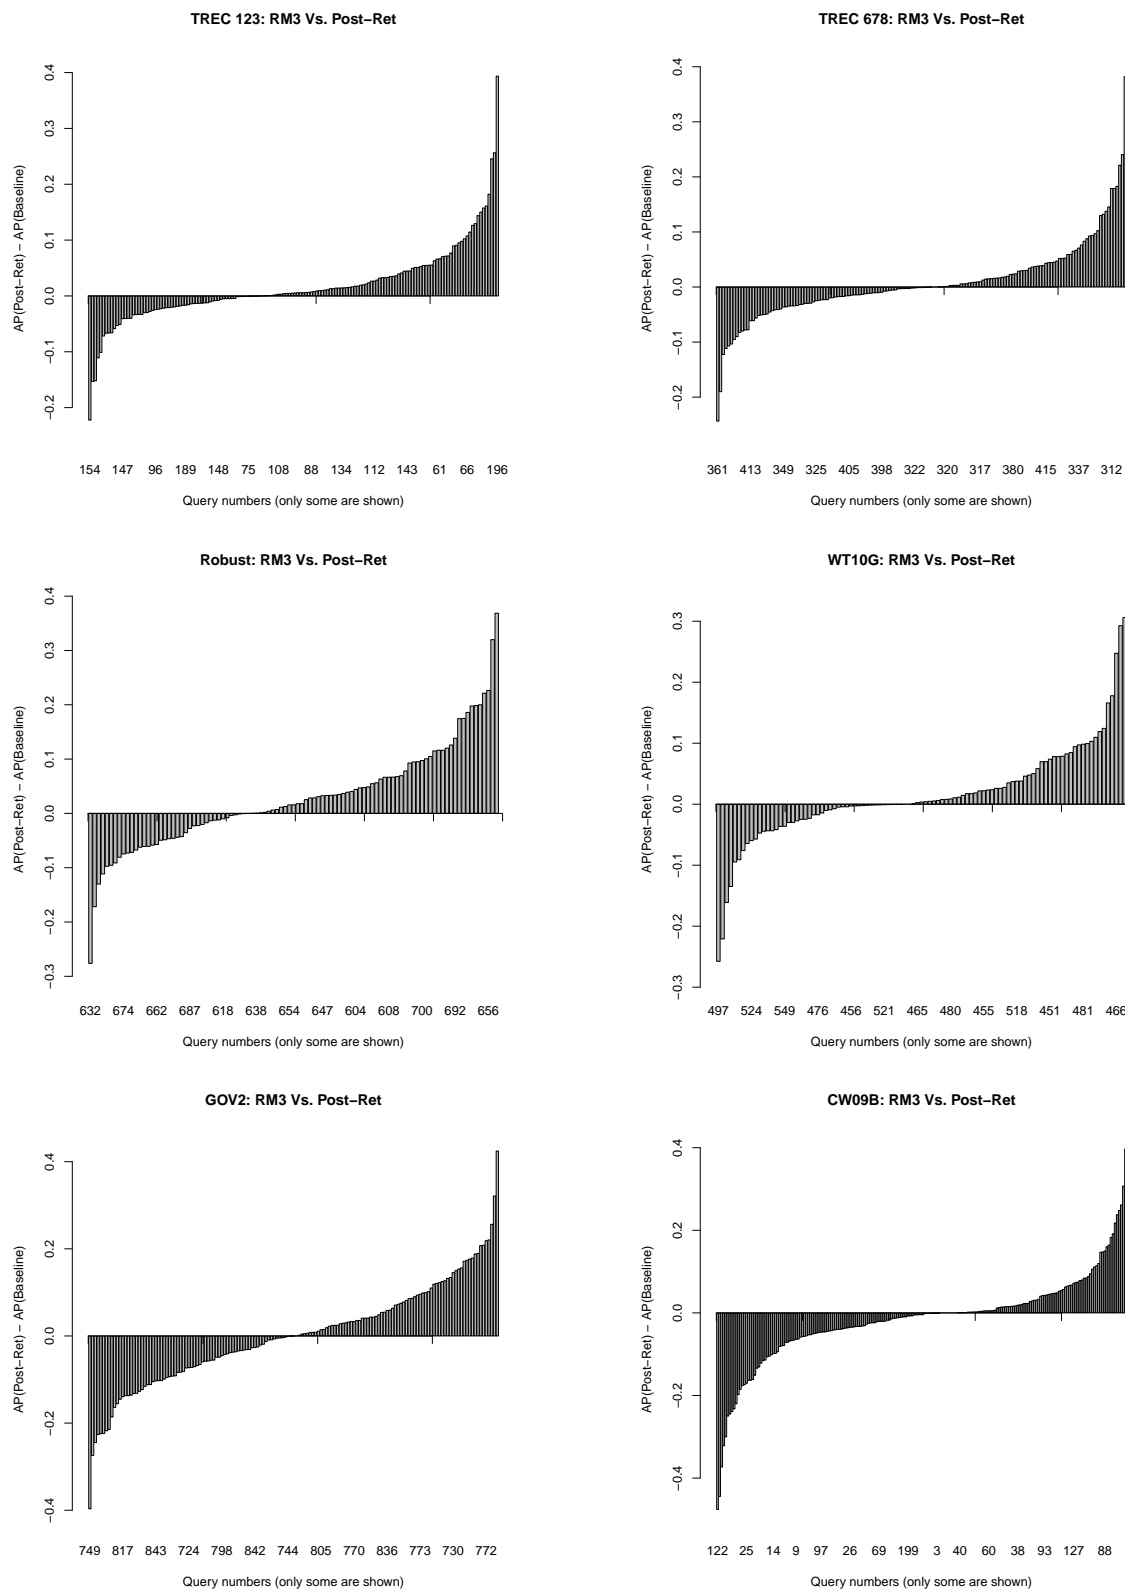 TREC 123: RM3 Vs. Post−Ret
AP(Post−Ret) − AP(Baseline)
0.4
0.3
0.2
0.1
0.0
−0.1
−0.2
154 147 96 189 148 75 108 88 134 112 143 61 66 196
Query numbers (only some are shown)
TREC 678: RM3 Vs. Post−Ret
AP(Post−Ret) − AP(Baseline)
0.4
0.3
0.2
0.1
0.0
−0.1
−0.2
361 413 349 325 405 398 322 320 317 380 415 337 312
Query numbers (only some are shown)
Robust: RM3 Vs. Post−Ret
AP(Post−Ret) − AP(Baseline)
0.4
0.3
0.2
0.1
0.0
−0.1
−0.2
−0.3
632 674 662 687 618 638 654 647 604 608 700 692 656
Query numbers (only some are shown)
WT10G: RM3 Vs. Post−Ret
AP(Post−Ret) − AP(Baseline)
0.3
0.2
0.1
0.0
−0.1
−0.2
−0.3
497 524 549 476 456 521 465 480 455 518 451 481 466
Query numbers (only some are shown)
GOV2: RM3 Vs. Post−Ret
AP(Post−Ret) − AP(Baseline)
0.4
0.2
0.0
−0.2
−0.4
749 817 843 724 798 842 744 805 770 836 773 730 772
Query numbers (only some are shown)
CW09B: RM3 Vs. Post−Ret
AP(Post−Ret) − AP(Baseline)
0.4
0.2
0.0
−0.2
−0.4
122 25 14 9 97 26 69 199 3 40 60 38 93 127 88
Query numbers (only some are shown)